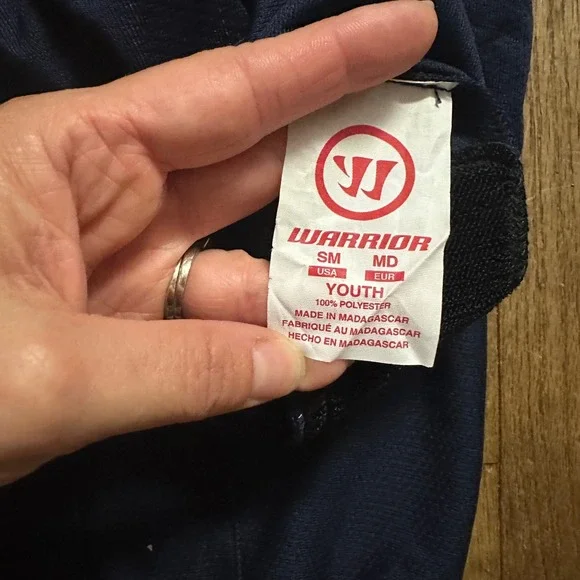 WARRIOR
SM MD
USA EUR
YOUTH
100% POLYESTER
MADE IN MADAGASCAR
FABRIQUÉ AU MADAGASCAR
HECHO EN MADAGASCAR